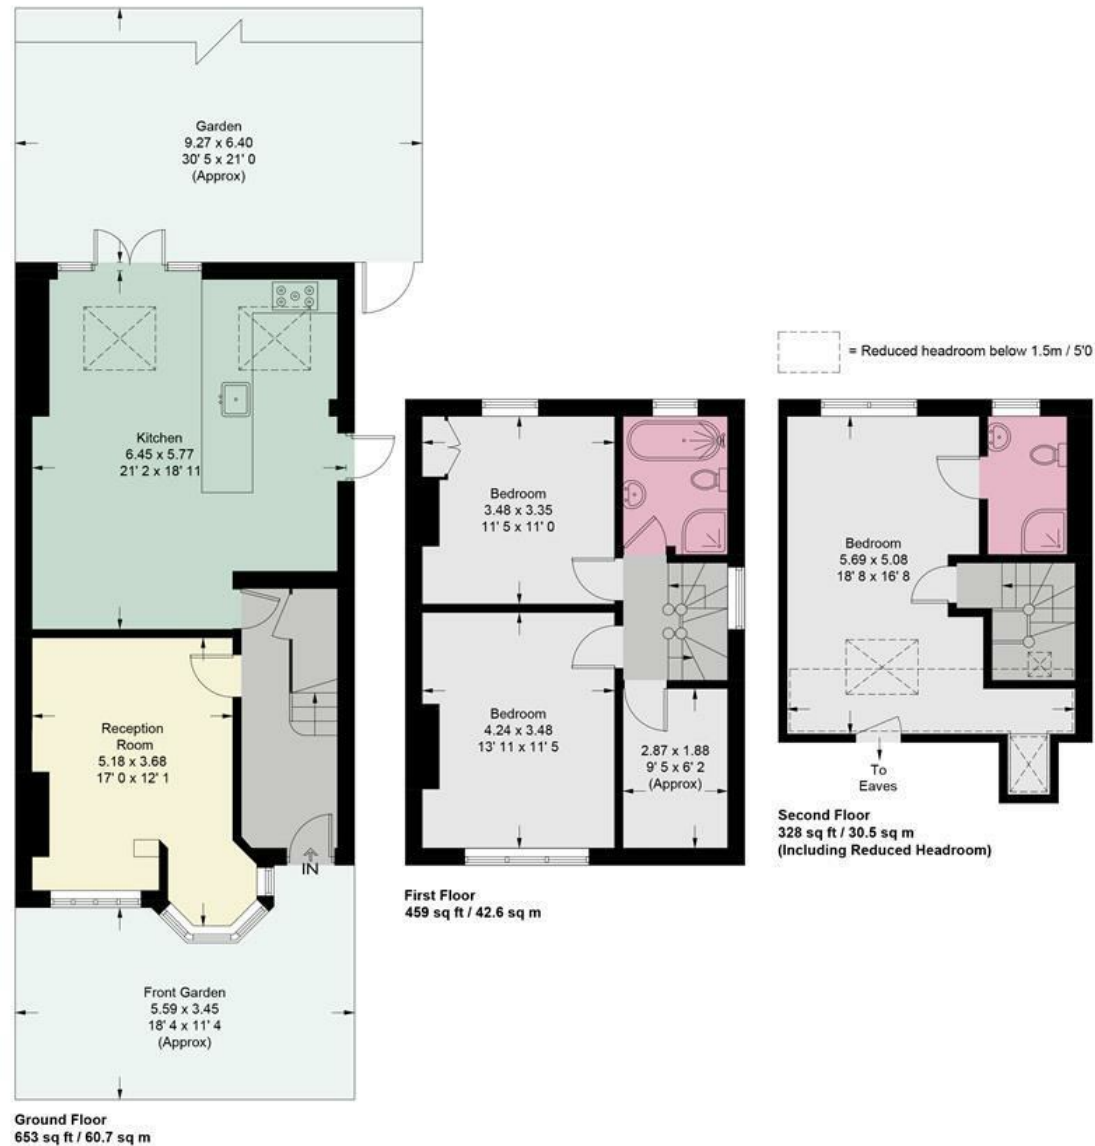 Garden
9.27 x 6.40
30' 5 x 21' 0
(Approx)
Kitchen
6.45 x 5.77
21' 2 x 18' 11
Reception
Room
5.18 x 3.68
17' 0 x 12' 1
IN
Front Garden
5.59 x 3.45
18' 4 x 11' 4
(Approx)
Ground Floor
653 sq ft / 60.7 sq m
Bedroom
3.48 x 3.35
11' 5 x 11' 0
Bedroom
4.24 x 3.48
13' 11 x 11' 5
2.87 x 1.88
9' 5 x 6' 2
(Approx)
First Floor
459 sq ft / 42.6 sq m
= Reduced headroom below 1.5m / 5'0
Bedroom
5.69 x 5.08
18' 8 x 16' 8
To
Eaves
Second Floor
328 sq ft / 30.5 sq m
(Including Reduced Headroom)